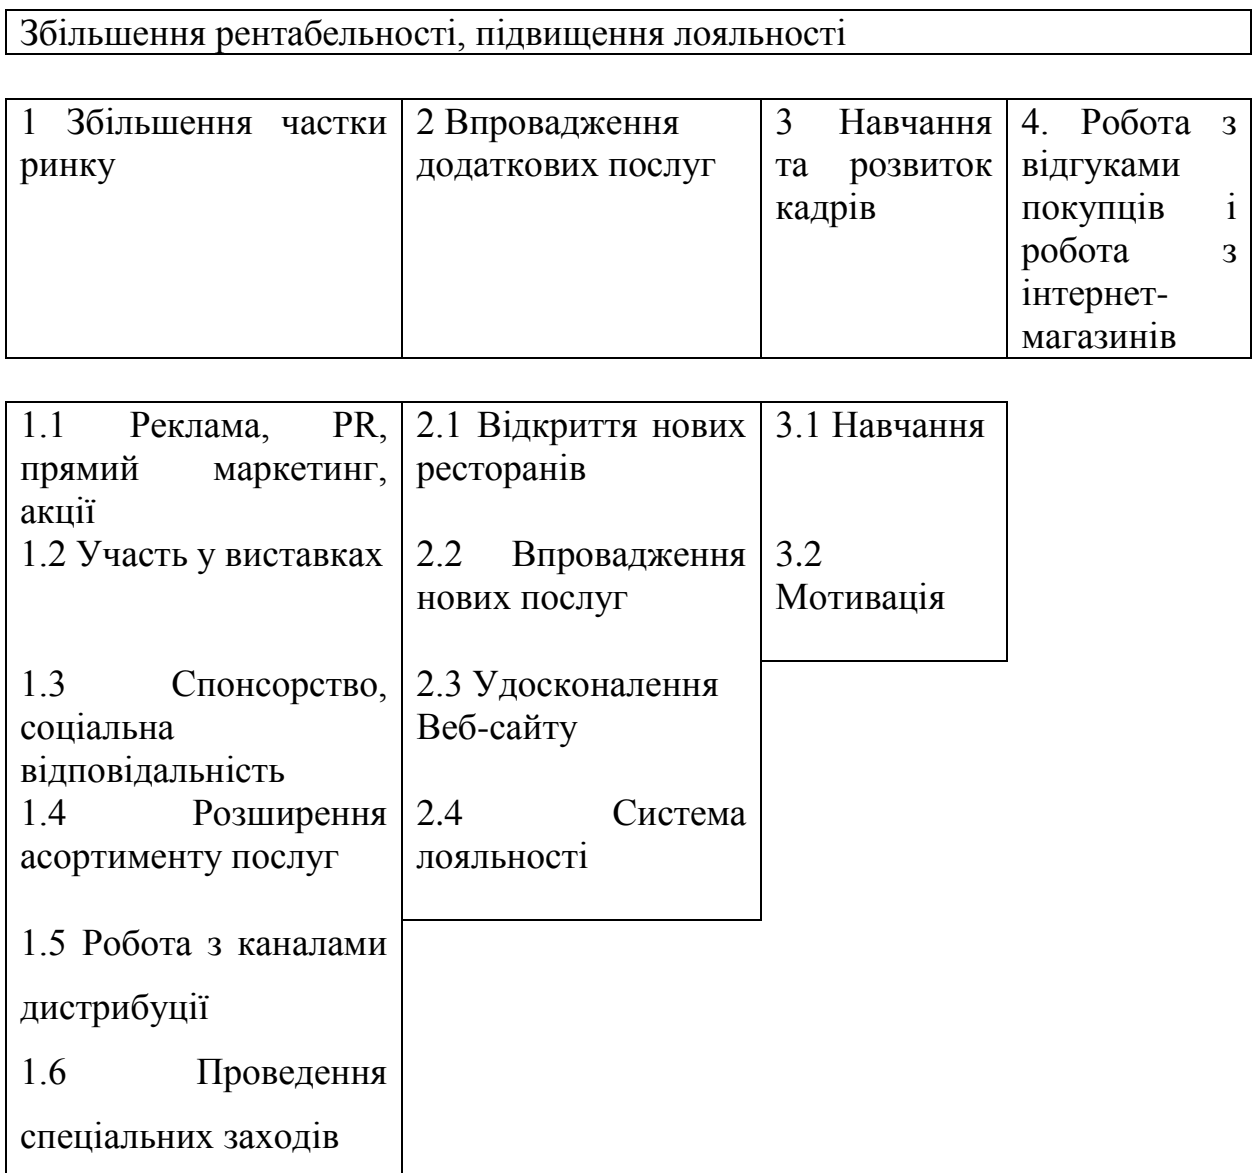 Збільшення рентабельності, підвищення лояльності
1 Збільшення частки
ринку
2 Впровадження
додаткових послуг
3 Навчання
та розвиток
кадрів
4. Робота з
відгуками
покупців і
робота з
інтернет-
магазинів
1.1 Реклама, PR,
прямий маркетинг,
акції
1.2 Участь у виставках
1.3 Спонсорство,
соціальна
відповідальність
1.4 Розширення
асортименту послуг
1.5 Робота з каналами
дистрибуції
1.6 Проведення
спеціальних заходів
2.1 Відкриття нових
ресторанів
2.2 Впровадження
нових послуг
2.3 Удосконалення
Веб-сайту
2.4 Система
лояльності
3.1 Навчання
3.2
Мотивація